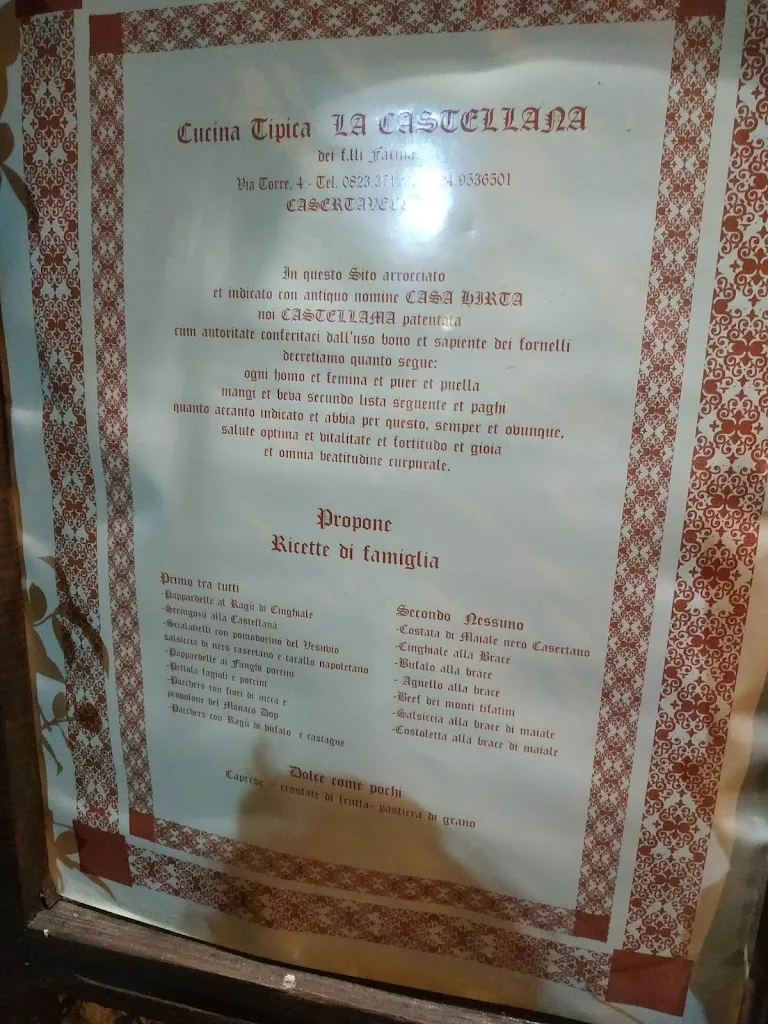 Cucina Tipica LA CASTELLANA
dei f.lli
Via Torre, 4 - Tel. 0823 371 9536501
In questo Sito arrocciato
et indicato con antiquo nomine CASA HIRTA
noi CASTELLAMA patentata
cum autoritate conferitaci dall'uso bono et sapiente dei fornelli
decretiamo quanto segue:
ogni homo et femina et puer et puella
mangi et beva secundo lista seguente et paghi
quanto accanto indicato et abbia per questo, semper et ovunque,
salute optima et vitalitate et fortitudo et gioia
et omnia beatitudine curpurale.
Propone
Ricette di famiglia
Primo tra tutti
-Pappardelle al Ragù di Cinghiale
-Stringozzi alla Castellana
-Scialatelli con pomodorino del Vesuvio
salsiccia di nero casertano e tarallo napoletano
-Pappardelle ai Funghi porcini
-Pettola fagioli e porcini
-Pacchero con fiori di zucca e
provolone del Monaco Dop
-Pacchero con Ragù di bufalo e castagne
Secondo Nessuno
-Costata di Maiale nero Casertano
-Cinghiale alla Brace
-Bufalo alla brace
- Agnello alla brace
-Beef dei monti tifatini
-Salsiccia alla brace di maiale
-Costoletta alla brace di maiale
Dolce come pochi
Caprese - crostate di frutta- pastiera di grano